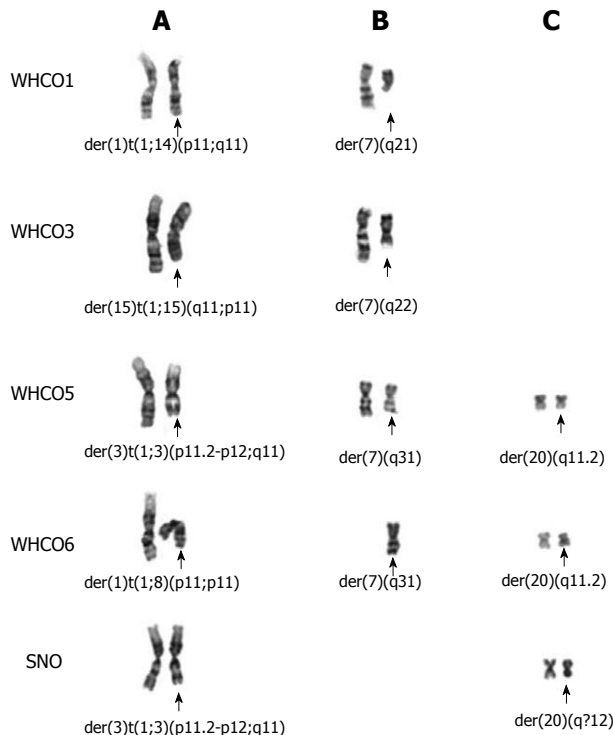 A B C
WHCO1
der(1)t(1;14)(p11;q11) der(7)(q21)
WHCO3
der(15)t(1;15)(q11;p11) der(7)(q22)
WHCO5
der(3)t(1;3)(p11.2-p12;q11) der(7)(q31) der(20)(q11.2)
WHCO6
der(1)t(1;8)(p11;p11) der(7)(q31) der(20)(q11.2)
SNO
der(3)t(1;3)(p11.2-p12;q11) der(20)(q?12)